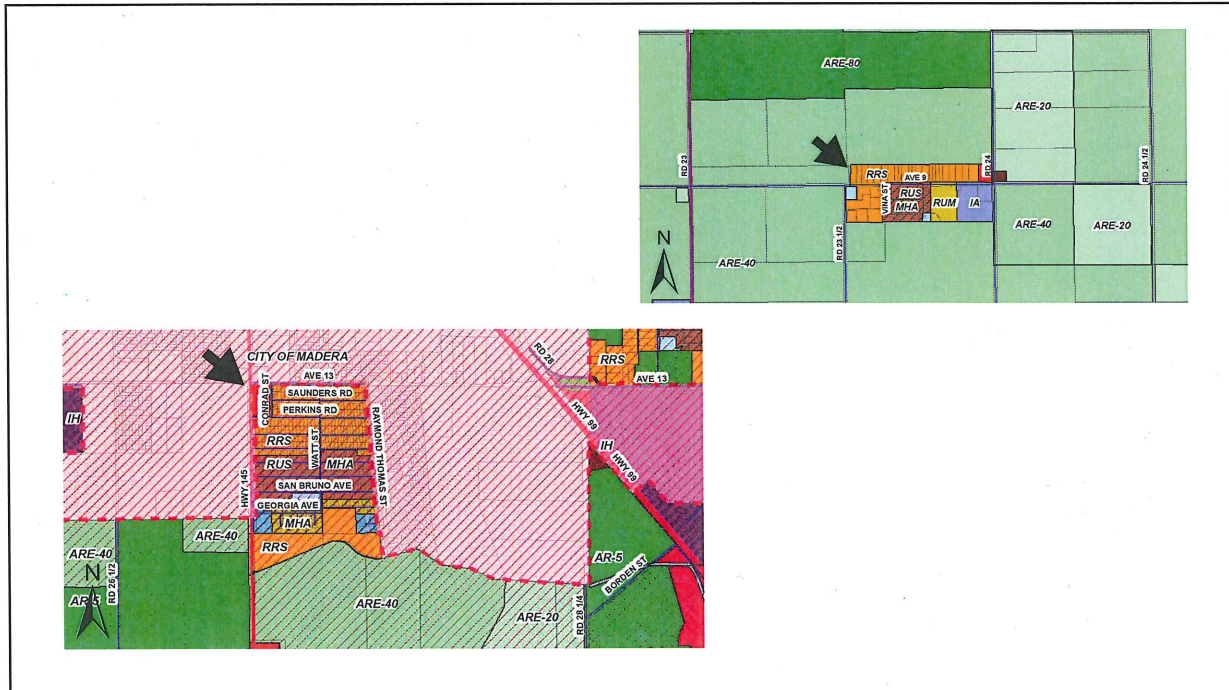 ARE-80
ARE-20
RD 23
RD 24
RD 24 1/2
RRS
AVE 9
VINA ST
RUS
MHA
RUM
IA
ARE-40
ARE-20
RD 23 1/2
N
ARE-40
CITY OF MADERA
AVE 13
RD 28
RRS
AVE 13
CONRAD ST
SAUNDERS RD
PERKINS RD
IH
HWY 99
RAYMOND THOMAS ST
WATT ST
RRS
IH
HWY 99
RUS
MHA
HWY 145
SAN BRUNO AVE
GEORGIA AVE
MHA
ARE-40
ARE-40
RRS
N
RD 26 1/2
AR-5
AR-5
BORDEN ST
ARE-40
ARE-20
RD 28 1/4